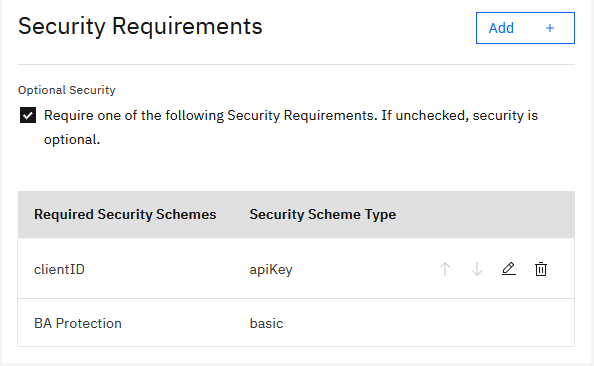 Security Requirements
Add +
Optional Security
Require one of the following Security Requirements. If unchecked, security is
optional.
Required Security Schemes Security Scheme Type
clientID apiKey
BA Protection basic